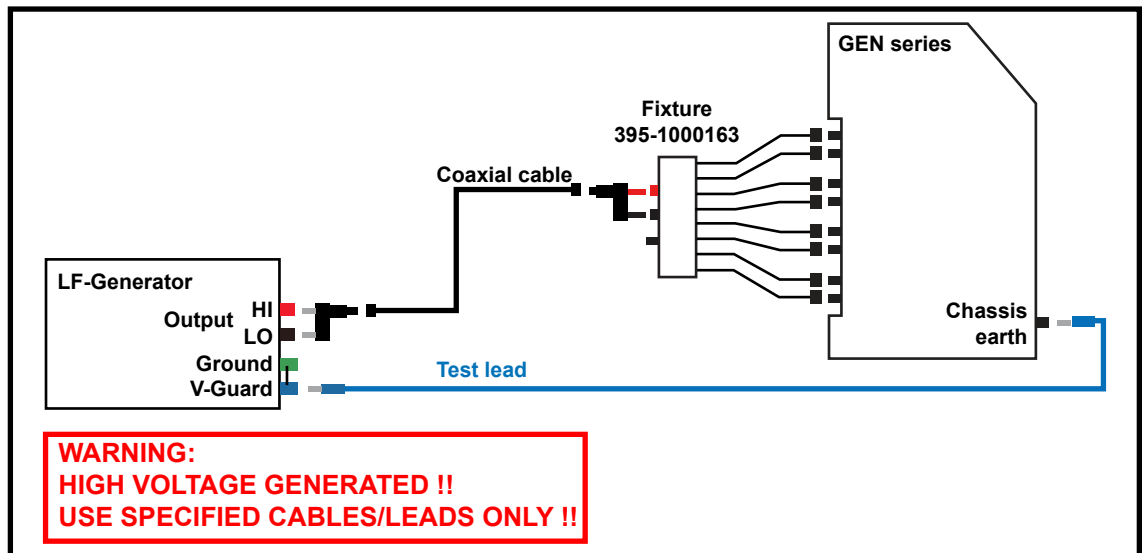 GEN series
Fixture
395-1000163
Coaxial cable
LF-Generator
HI
Output
LO
Ground
V-Guard
Chassis
earth
Test lead
WARNING:
HIGH VOLTAGE GENERATED !!
USE SPECIFIED CABLES/LEADS ONLY !!